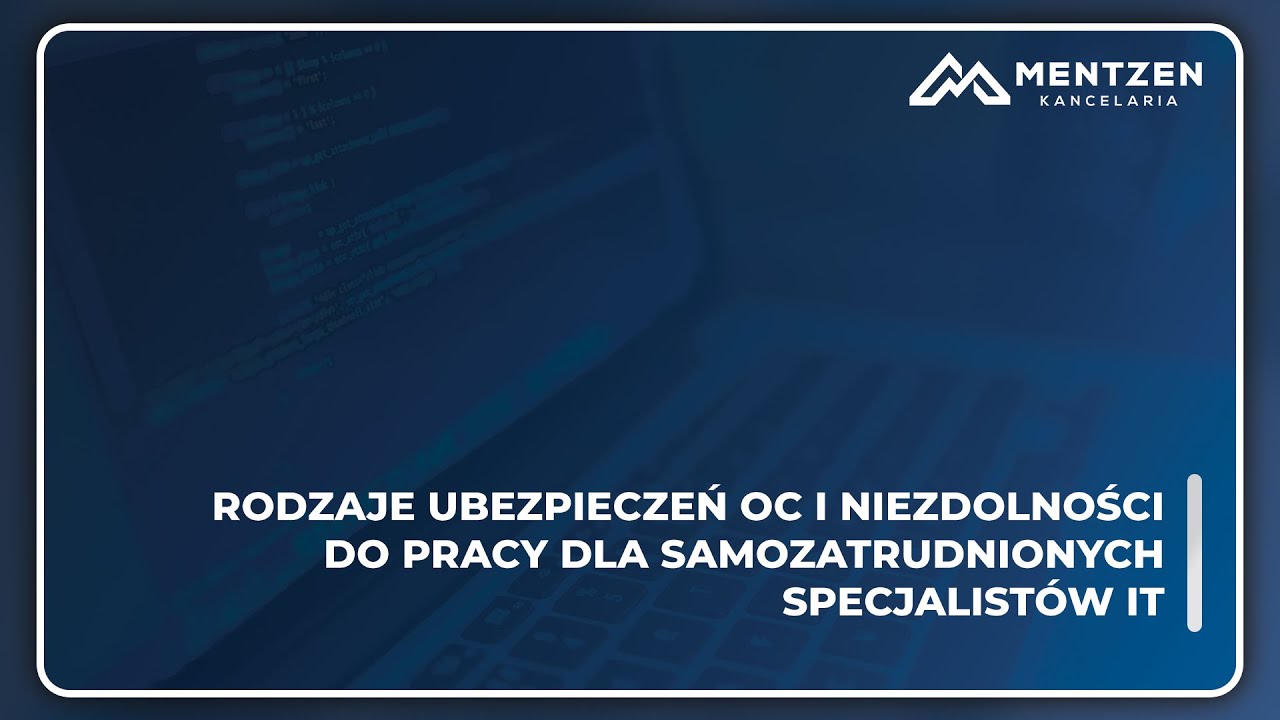 MENTZEN
KANCELARIA
RODZAJE UBEZPIECZEŃ OC I NIEZDOLNOŚCI
DO PRACY DLA SAMOZATRUDNIONYCH
SPECJALISTÓW IT